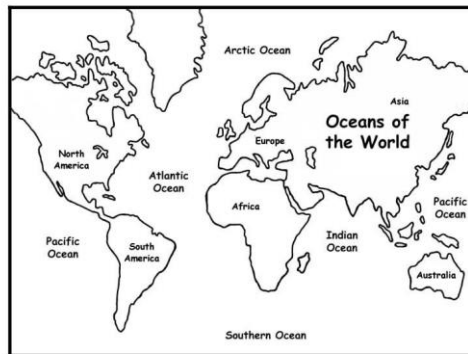 Arctic Ocean
Asia
Oceans of
the World
Europe
North
America
Atlantic
Ocean
Africa
Pacific
Ocean
Pacific
Ocean
South
America
Indian
Ocean
Australia
Southern Ocean